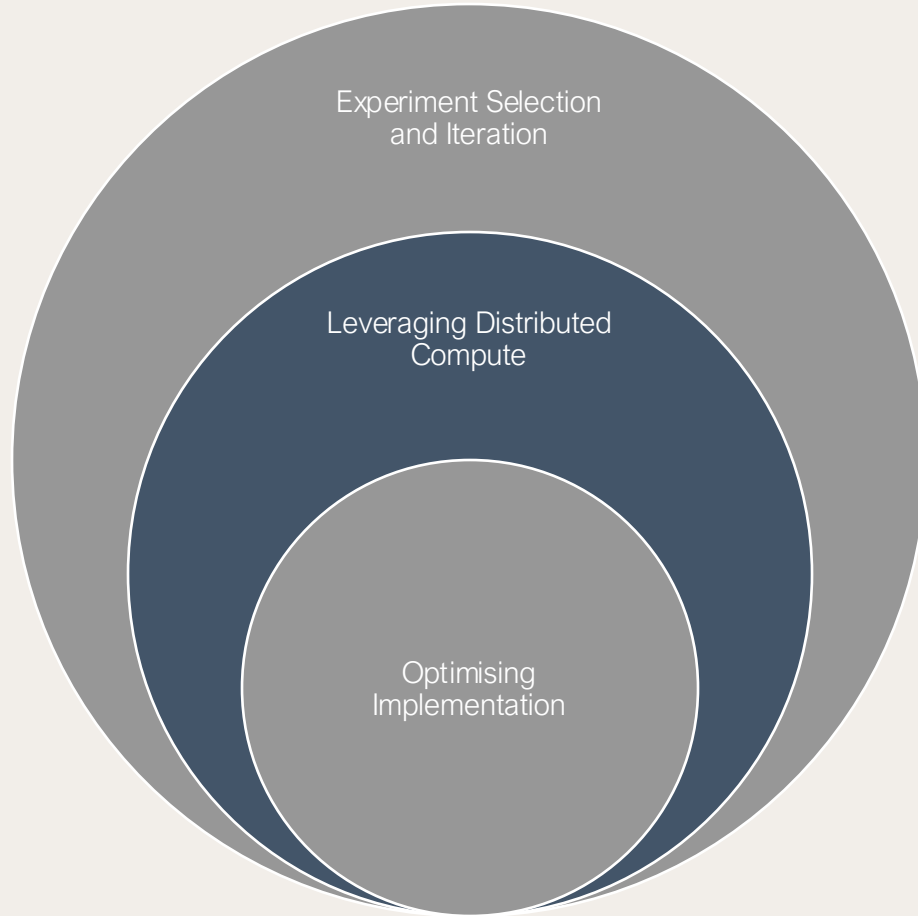 Experiment Selection
and Iteration
Leveraging Distributed
Compute
Optimising
Implementation